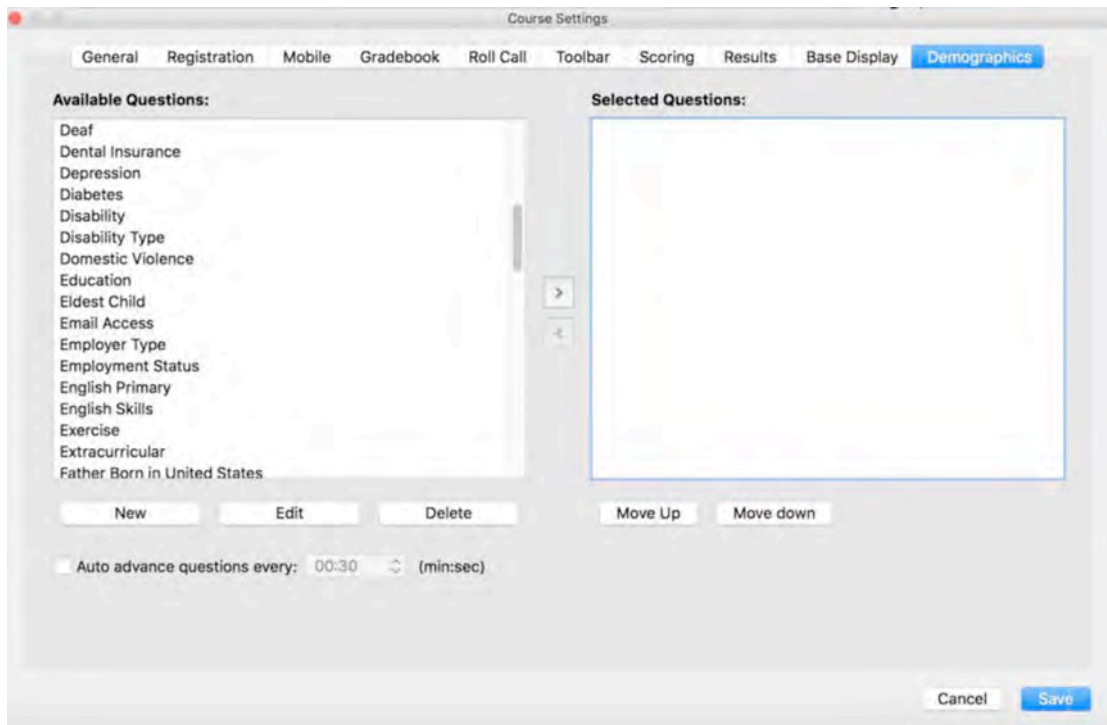 Course Settings
General Registration Mobile Gradebook Roll Call Toolbar Scoring Results Base Display Demographics
Available Questions:
Deaf
Dental Insurance
Depression
Diabetes
Disability
Disability Type
Domestic Violence
Education
Eldest Child
Email Access
Employer Type
Employment Status
English Primary
English Skills
Exercise
Extracurricular
Father Born in United States
Selected Questions:
>
<
New Edit Delete
Move Up Move down
Auto advance questions every: 00:30 (min:sec)
Cancel Save